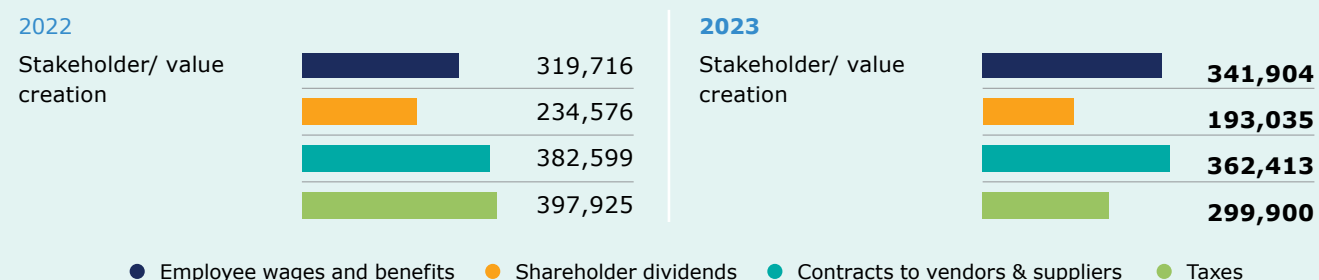 2022
Stakeholder/ value
creation
319,716
234,576
382,599
397,925
2023
Stakeholder/ value
creation
341,904
193,035
362,413
299,900
Employee wages and benefits Shareholder dividends Contracts to vendors & suppliers Taxes